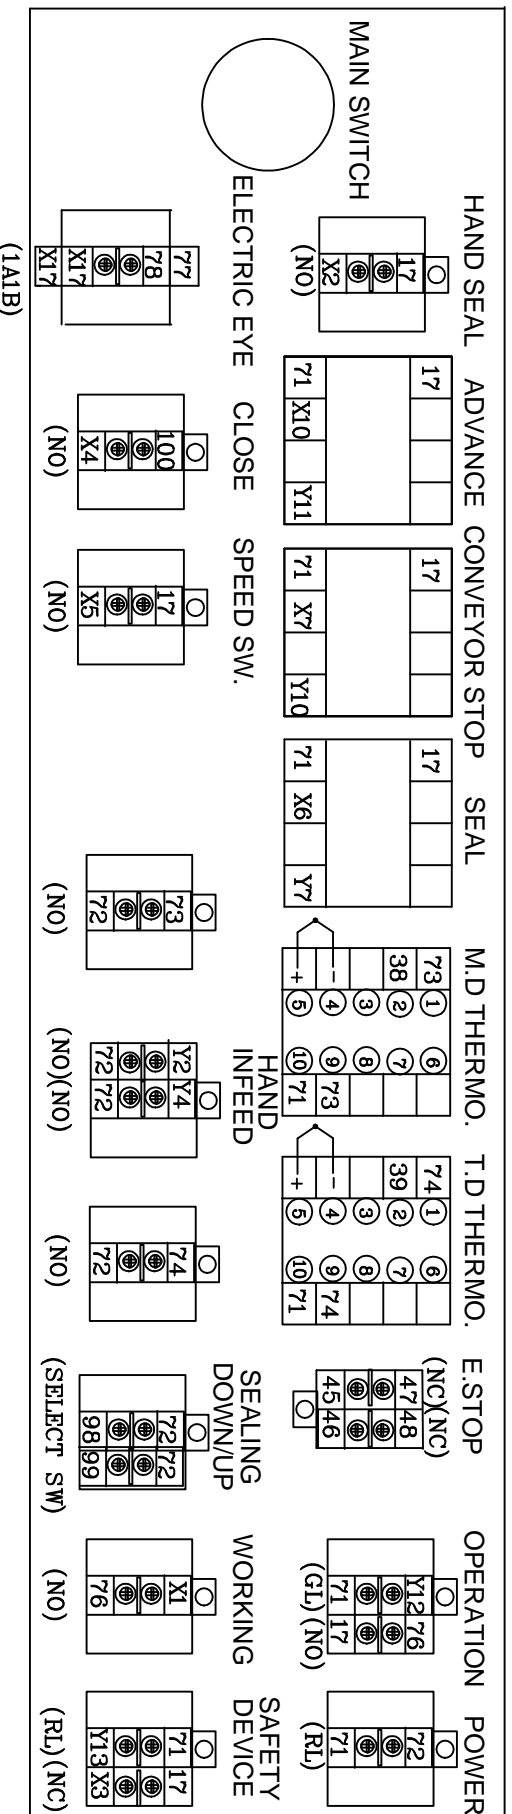 MAIN SWITCH
HAND SEAL
17
X2
(NO)
ADVANCE
17
71 X10 Y11
CONVEYOR STOP
17
71 X7 Y10
SEAL
17
71 X6 Y7
M.D THERMO.
73 38
1 2 3 4 5
- +
6 7 8 9 10
73 71
T.D THERMO.
74 39
1 2 3 4 5
- +
6 7 8 9 10
74 71
E.STOP
(NC)(NC)
47 48
45 46
OPERATION
Y12 76
71 17
(GL)(NO)
POWER
72
71
(RL)
ELECTRIC EYE
77
78
X17
X17
(1A1B)
CLOSE
100
X4
(NO)
SPEED SW.
17
X5
(NO)
73
72
(NO)
HAND
INFEED
Y2 Y4
72 72
(NO)(NO)
74
72
(NO)
SEALING
DOWN/UP
72 72
98 99
(SELECT SW)
WORKING
X1
76
(NO)
SAFETY
DEVICE
71 17
Y13 X3
(RL)(NC)